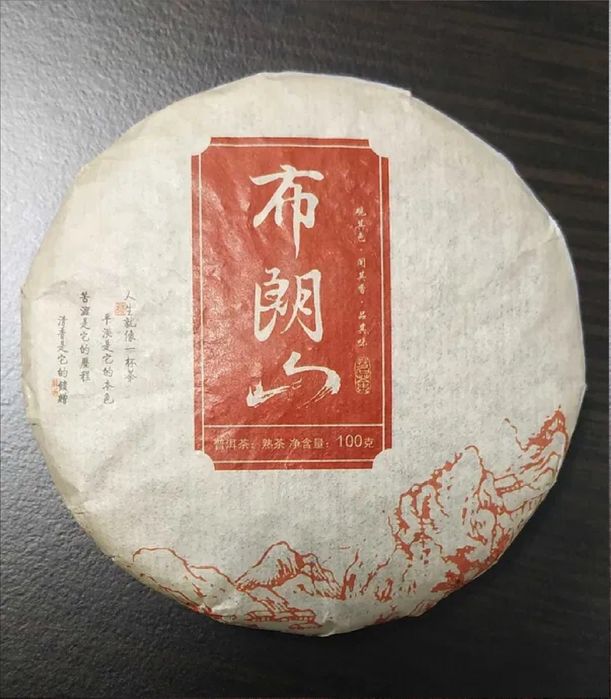 布朗山
观其色·闻其香·品其味
普洱茶：熟茶 净含量：100克
人生就像一杯茶
平淡是它的本色
苦涩是它的历程
清香是它的馈赠